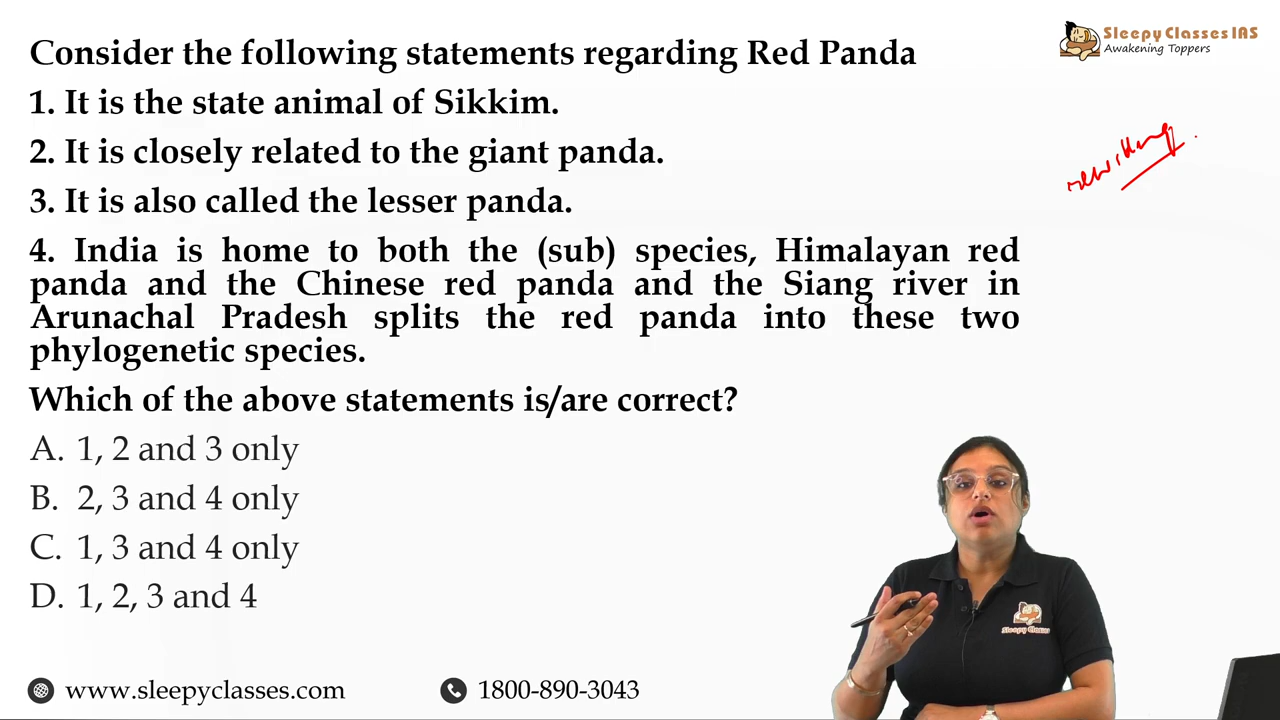 Sleepy Classes IAS
Awakening Toppers
Consider the following statements regarding Red Panda
1. It is the state animal of Sikkim.
2. It is closely related to the giant panda.
3. It is also called the lesser panda.
4. India is home to both the (sub) species, Himalayan red
panda and the Chinese red panda and the Siang river in
Arunachal Pradesh splits the red panda into these two
phylogenetic species.
Which of the above statements is/are correct?
A. 1, 2 and 3 only
B. 2, 3 and 4 only
C. 1, 3 and 4 only
D. 1, 2, 3 and 4
rewilding
Sleepy Classes
www.sleepyclasses.com
1800-890-3043